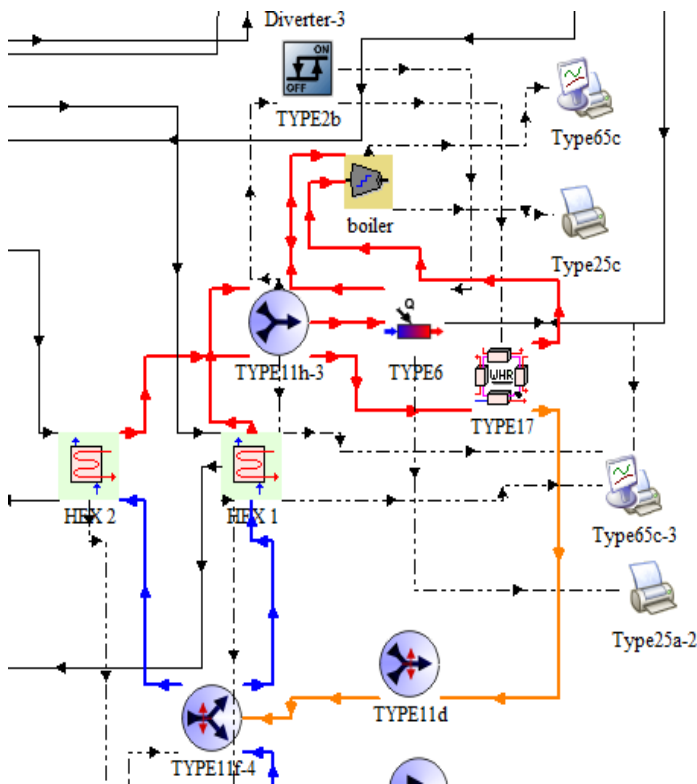 Diverter-3
ON
OFF
TYPE2b
Type65c
boiler
Type25c
Q
TYPE11h-3
TYPE6
WHR
TYPE17
HEX 2
HEX 1
Type65c-3
Type25a-2
TYPE11d
TYPE11f-4